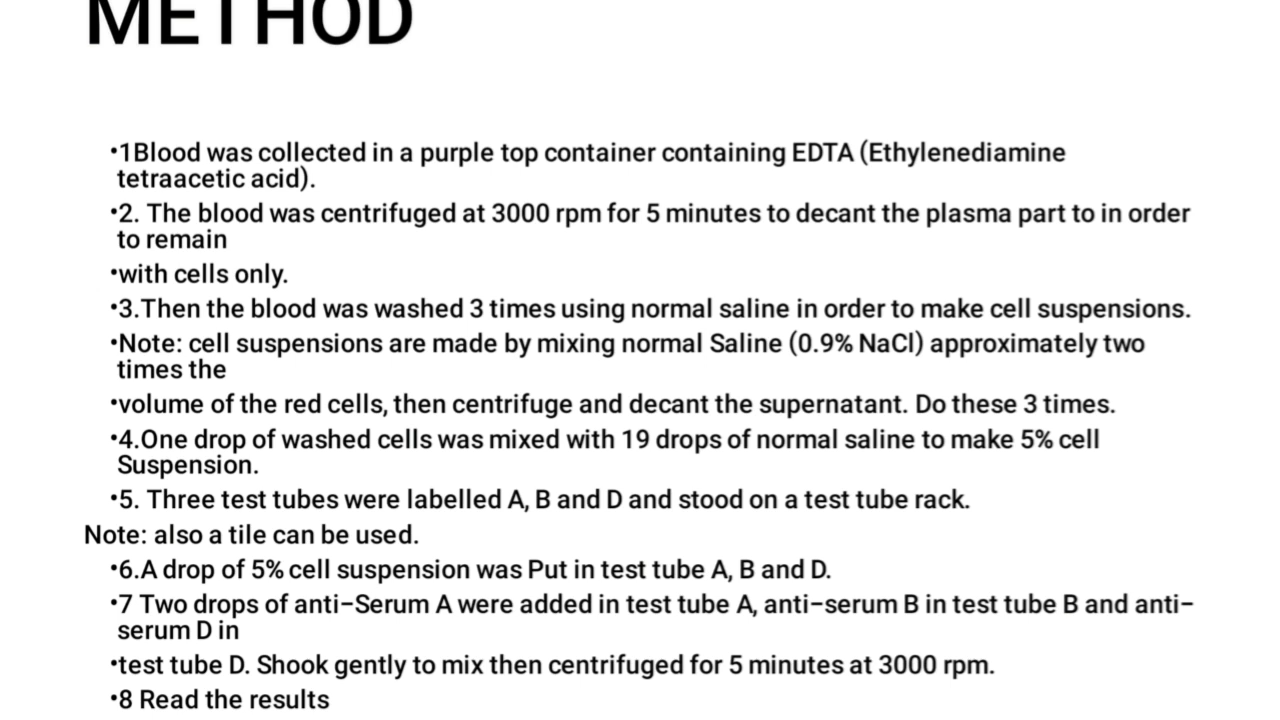 METHOD
•1Blood was collected in a purple top container containing EDTA (Ethylenediamine
tetraacetic acid).
•2. The blood was centrifuged at 3000 rpm for 5 minutes to decant the plasma part to in order
to remain
•with cells only.
•3.Then the blood was washed 3 times using normal saline in order to make cell suspensions.
•Note: cell suspensions are made by mixing normal Saline (0.9% NaCl) approximately two
times the
•volume of the red cells, then centrifuge and decant the supernatant. Do these 3 times.
•4.One drop of washed cells was mixed with 19 drops of normal saline to make 5% cell
Suspension.
•5. Three test tubes were labelled A, B and D and stood on a test tube rack.
Note: also a tile can be used.
•6.A drop of 5% cell suspension was Put in test tube A, B and D.
•7 Two drops of anti-Serum A were added in test tube A, anti-serum B in test tube B and anti-
serum D in
•test tube D. Shook gently to mix then centrifuged for 5 minutes at 3000 rpm.
•8 Read the results